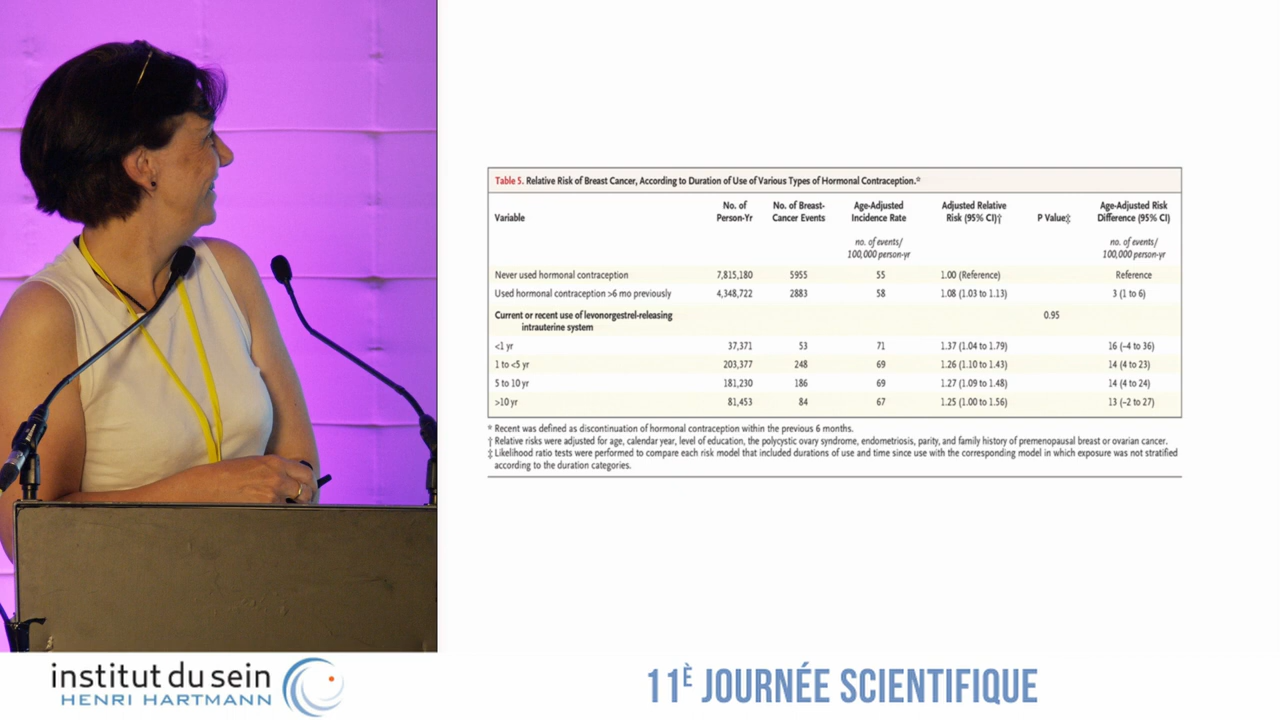 Table 5. Relative Risk of Breast Cancer, According to Duration of Use of Various Types of Hormonal Contraception.*
Variable No. of Person-Yr No. of Breast-Cancer Events Age-Adjusted Incidence Rate Adjusted Relative Risk (95% CI)† P Value‡ Age-Adjusted Risk Difference (95% CI)
no. of events/ 100,000 person-yr no. of events/ 100,000 person-yr
Never used hormonal contraception 7,815,180 5955 55 1.00 (Reference) Reference
Used hormonal contraception >6 mo previously 4,348,722 2883 58 1.08 (1.03 to 1.13) 3 (1 to 6)
Current or recent use of levonorgestrel-releasing 0.95
intrauterine system
<1 yr 37,371 53 71 1.37 (1.04 to 1.79) 16 (–4 to 36)
1 to <5 yr 203,377 248 69 1.26 (1.10 to 1.43) 14 (4 to 23)
5 to 10 yr 181,230 186 69 1.27 (1.09 to 1.48) 14 (4 to 24)
>10 yr 81,453 84 67 1.25 (1.00 to 1.56) 13 (–2 to 27)
* Recent was defined as discontinuation of hormonal contraception within the previous 6 months.
† Relative risks were adjusted for age, calendar year, level of education, the polycystic ovary syndrome, endometriosis, parity, and family history of premenopausal breast or ovarian cancer.
‡ Likelihood ratio tests were performed to compare each risk model that included durations of use and time since use with the corresponding model in which exposure was not stratified
according to the duration categories.
institut du sein
HENRI HARTMANN
11È JOURNÉE SCIENTIFIQUE